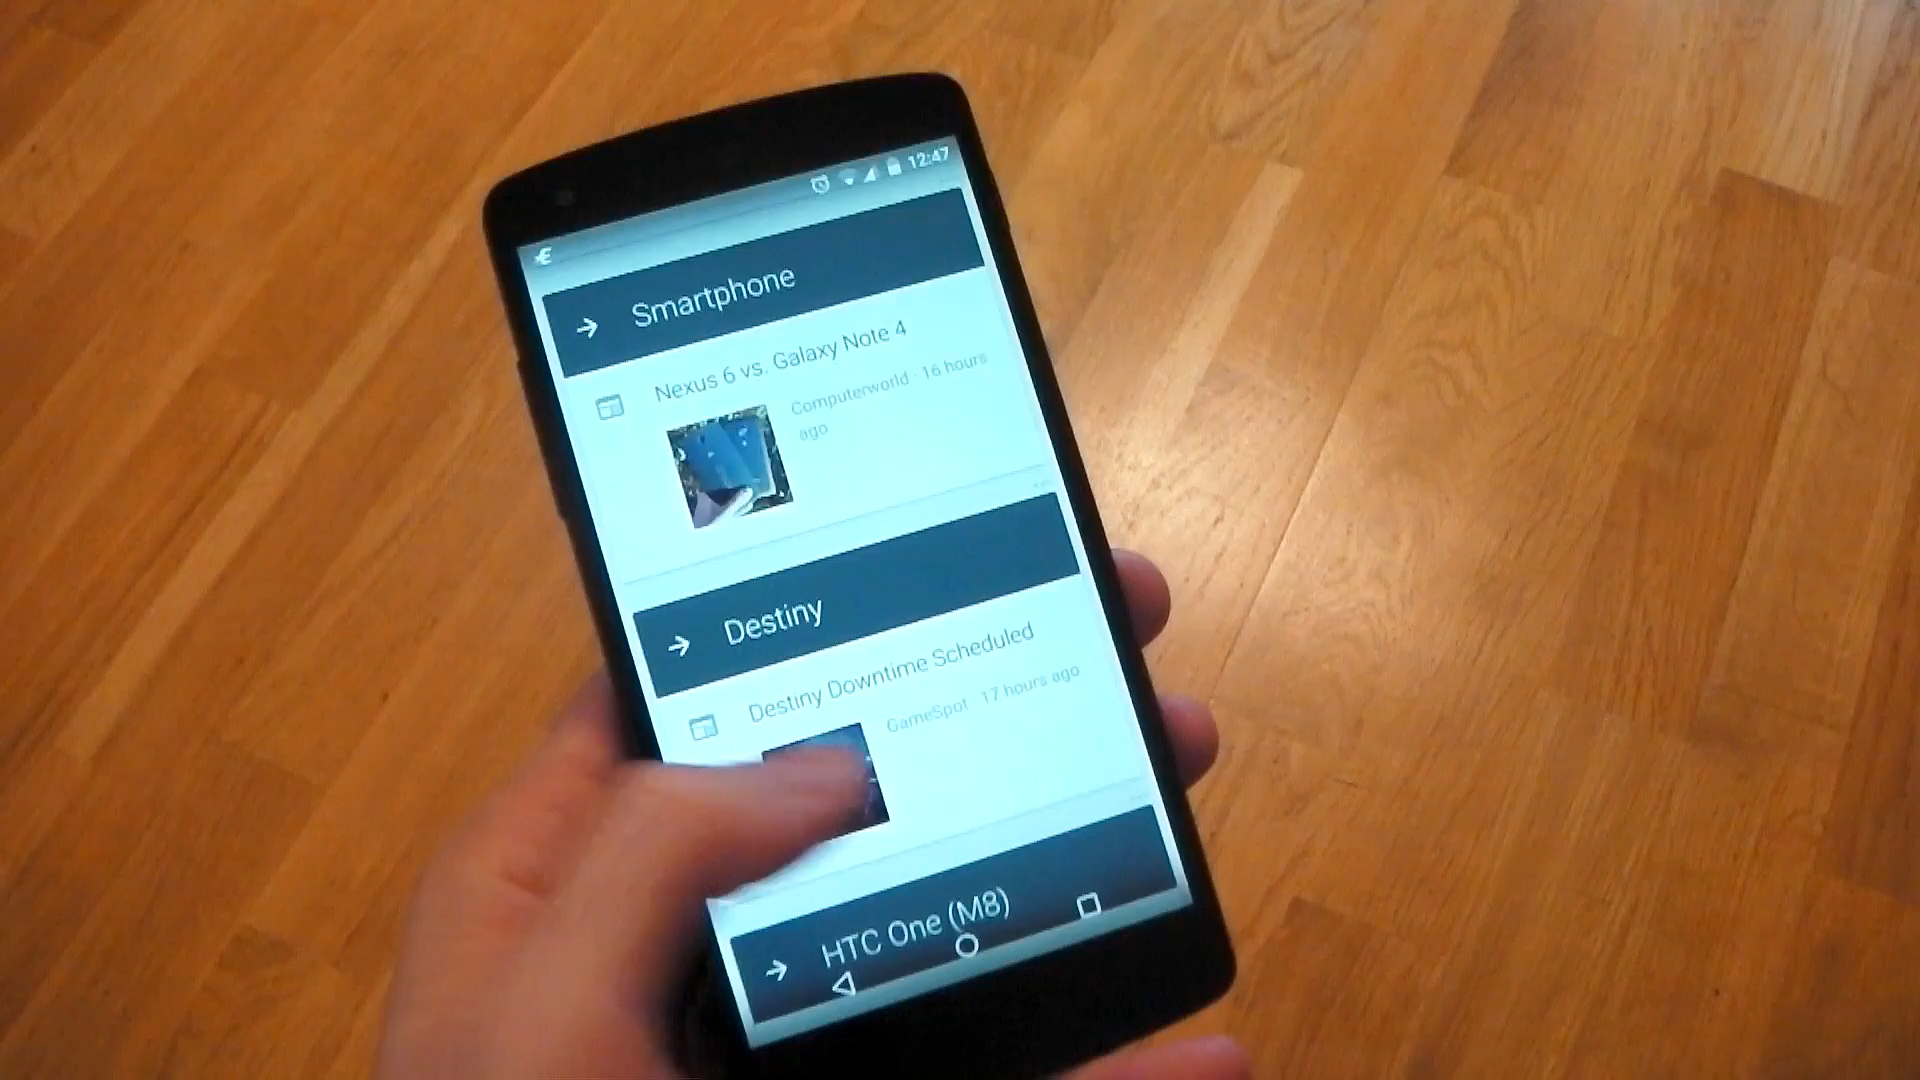 12:47
Smartphone
Nexus 6 vs. Galaxy Note 4
Computerworld · 16 hours
ago
Destiny
Destiny Downtime Scheduled
GameSpot · 17 hours ago
HTC One (M8)